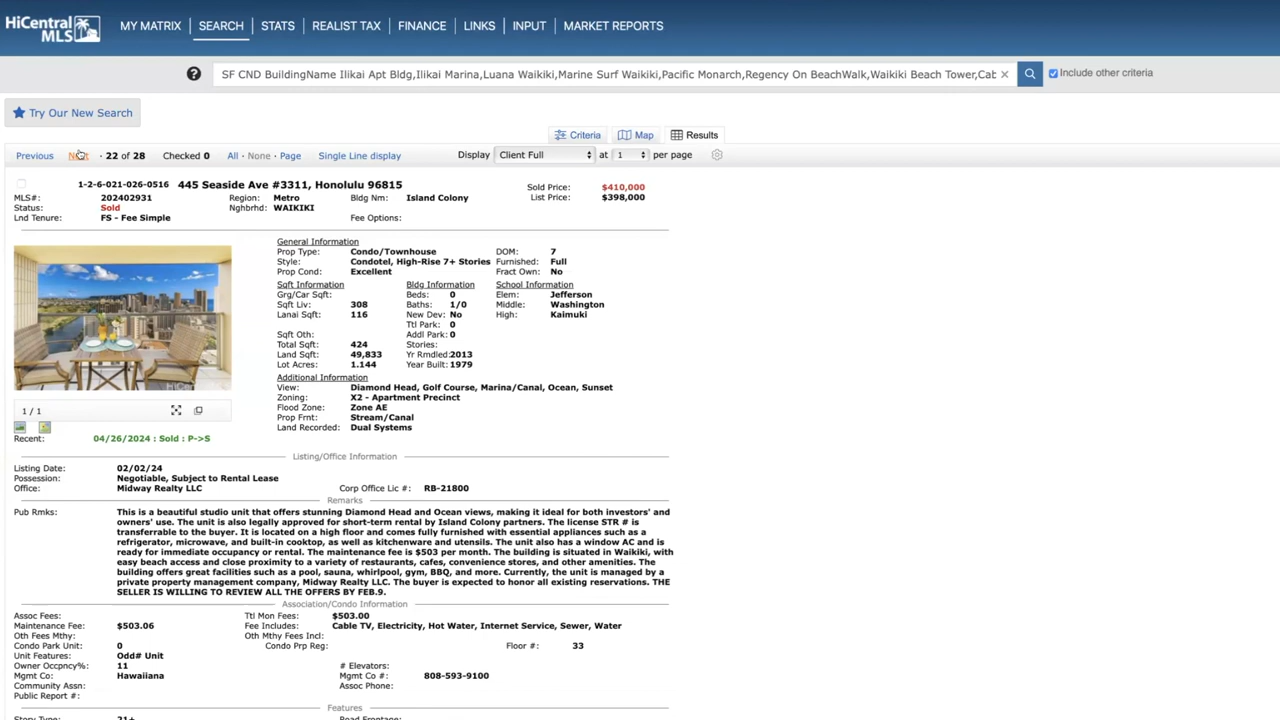 HiCentral MLS
MY MATRIX SEARCH STATS REALIST TAX FINANCE LINKS INPUT MARKET REPORTS
? SF CND BuildingName Ilikai Apt Bldg,Ilikai Marina,Luana Waikiki,Marine Surf Waikiki,Pacific Monarch,Regency On BeachWalk,Waikiki Beach Tower,Cab Include other criteria
Try Our New Search
Criteria Map Results
Previous Next · 22 of 28 Checked 0 All · None · Page Single Line display Display Client Full at 1 per page
1-2-6-021-026-0516 445 Seaside Ave #3311, Honolulu 96815 Sold Price: $410,000
MLS#: 202402931 Region: Metro Bldg Nm: Island Colony List Price: $398,000
Status: Sold Nghbrhd: WAIKIKI
Lnd Tenure: FS - Fee Simple Fee Options:
General Information
Prop Type: Condo/Townhouse DOM: 7
Style: Condotel, High-Rise 7+ Stories Furnished: Full
Prop Cond: Excellent Fract Own: No
Sqft Information Bldg Information School Information
Grg/Car Sqft: Beds: 0 Elem: Jefferson
Sqft Liv: 308 Baths: 1/0 Middle: Washington
Lanai Sqft: 116 New Dev: No High: Kaimuki
Ttl Park: 0
Sqft Oth: Addl Park: 0
Total Sqft: 424 Stories:
Land Sqft: 49,833 Yr Rmdled: 2013
Lot Acres: 1.144 Year Built: 1979
Additional Information
View: Diamond Head, Golf Course, Marina/Canal, Ocean, Sunset
Zoning: X2 - Apartment Precinct
Flood Zone: Zone AE
Prop Frnt: Stream/Canal
Land Recorded: Dual Systems
1 / 1
Recent: 04/26/2024 : Sold : P->S
Listing/Office Information
Listing Date: 02/02/24
Possession: Negotiable, Subject to Rental Lease
Office: Midway Realty LLC Corp Office Lic #: RB-21800
Remarks
Pub Rmks: This is a beautiful studio unit that offers stunning Diamond Head and Ocean views, making it ideal for both investors' and
owners' use. The unit is also legally approved for short-term rental by Island Colony partners. The license STR # is
transferrable to the buyer. It is located on a high floor and comes fully furnished with essential appliances such as a
refrigerator, microwave, and built-in cooktop, as well as kitchenware and utensils. The unit also has a window AC and is
ready for immediate occupancy or rental. The maintenance fee is $503 per month. The building is situated in Waikiki, with
easy beach access and close proximity to a variety of restaurants, cafes, convenience stores, and other amenities. The
building offers great facilities such as a pool, sauna, whirlpool, gym, BBQ, and more. Currently, the unit is managed by a
private property management company, Midway Realty LLC. The buyer is expected to honor all existing reservations. THE
SELLER IS WILLING TO REVIEW ALL THE OFFERS BY FEB.9.
Association/Condo Information
Assoc Fees: Ttl Mon Fees: $503.00
Maintenance Fee: $503.06 Fee Includes: Cable TV, Electricity, Hot Water, Internet Service, Sewer, Water
Oth Fees Mthy: Oth Mthy Fees Incl:
Condo Park Unit: 0 Condo Prp Reg: Floor #: 33
Unit Features: Odd# Unit
Owner Occpncy%: 11 # Elevators:
Mgmt Co: Hawaiiana Mgmt Co #: 808-593-9100
Community Assn: Assoc Phone:
Public Report #:
Features
Story Type: 21+ Road Frontage: